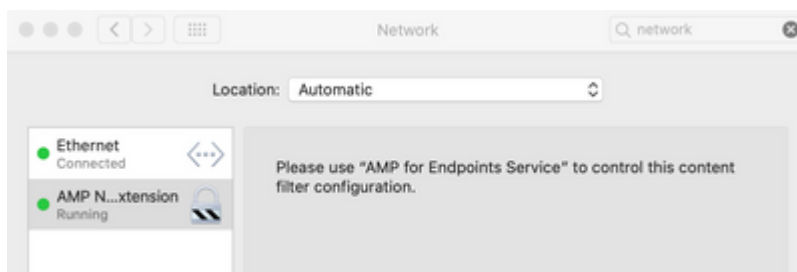 Network
network
Location: Automatic
Ethernet
Connected
AMP N...xtension
Running
Please use “AMP for Endpoints Service” to control this content
filter configuration.